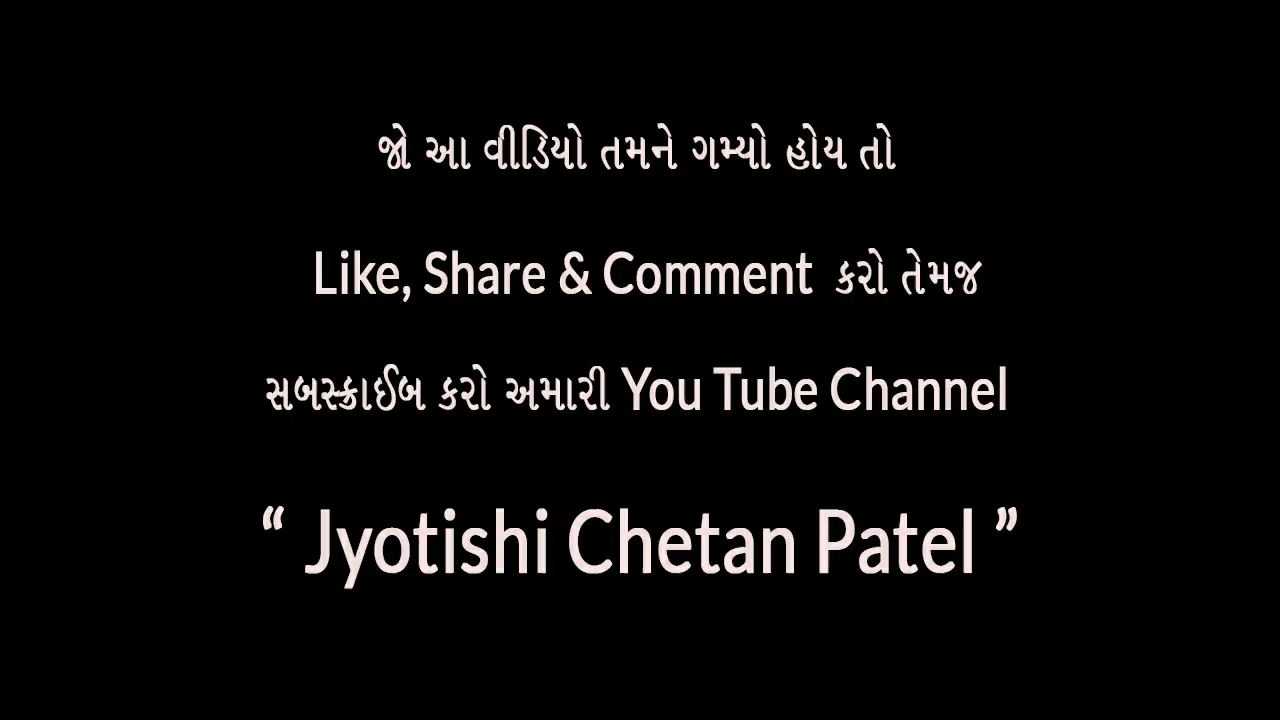 જો આ વીડિયો તમને ગમ્યો હોય તો
Like, Share & Comment કરો તેમજ
સબસ્ક્રાઈબ કરો અમારી You Tube Channel
“ Jyotishi Chetan Patel ”